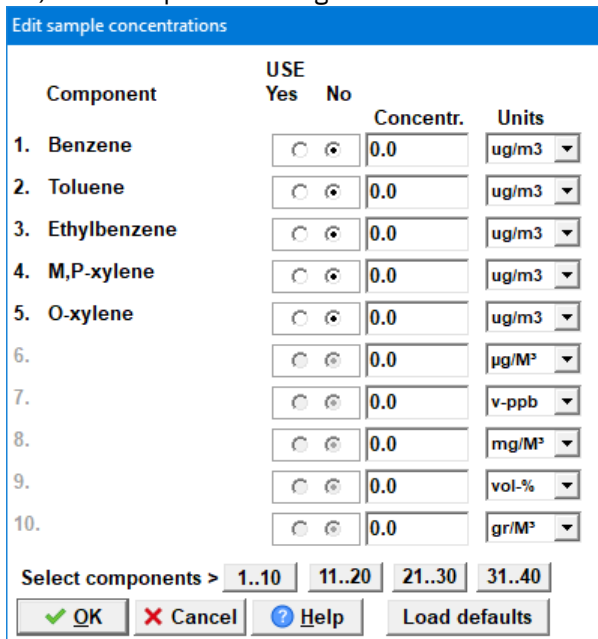 Edit sample concentrations
USE
Component Yes No
Concentr. Units
1. Benzene 0.0 ug/m3
2. Toluene 0.0 ug/m3
3. Ethylbenzene 0.0 ug/m3
4. M,P-xylene 0.0 ug/m3
5. O-xylene 0.0 ug/m3
6. 0.0 µg/M³
7. 0.0 v-ppb
8. 0.0 mg/M³
9. 0.0 vol-%
10. 0.0 gr/M³
Select components > 1..10 11..20 21..30 31..40
OK Cancel Help Load defaults